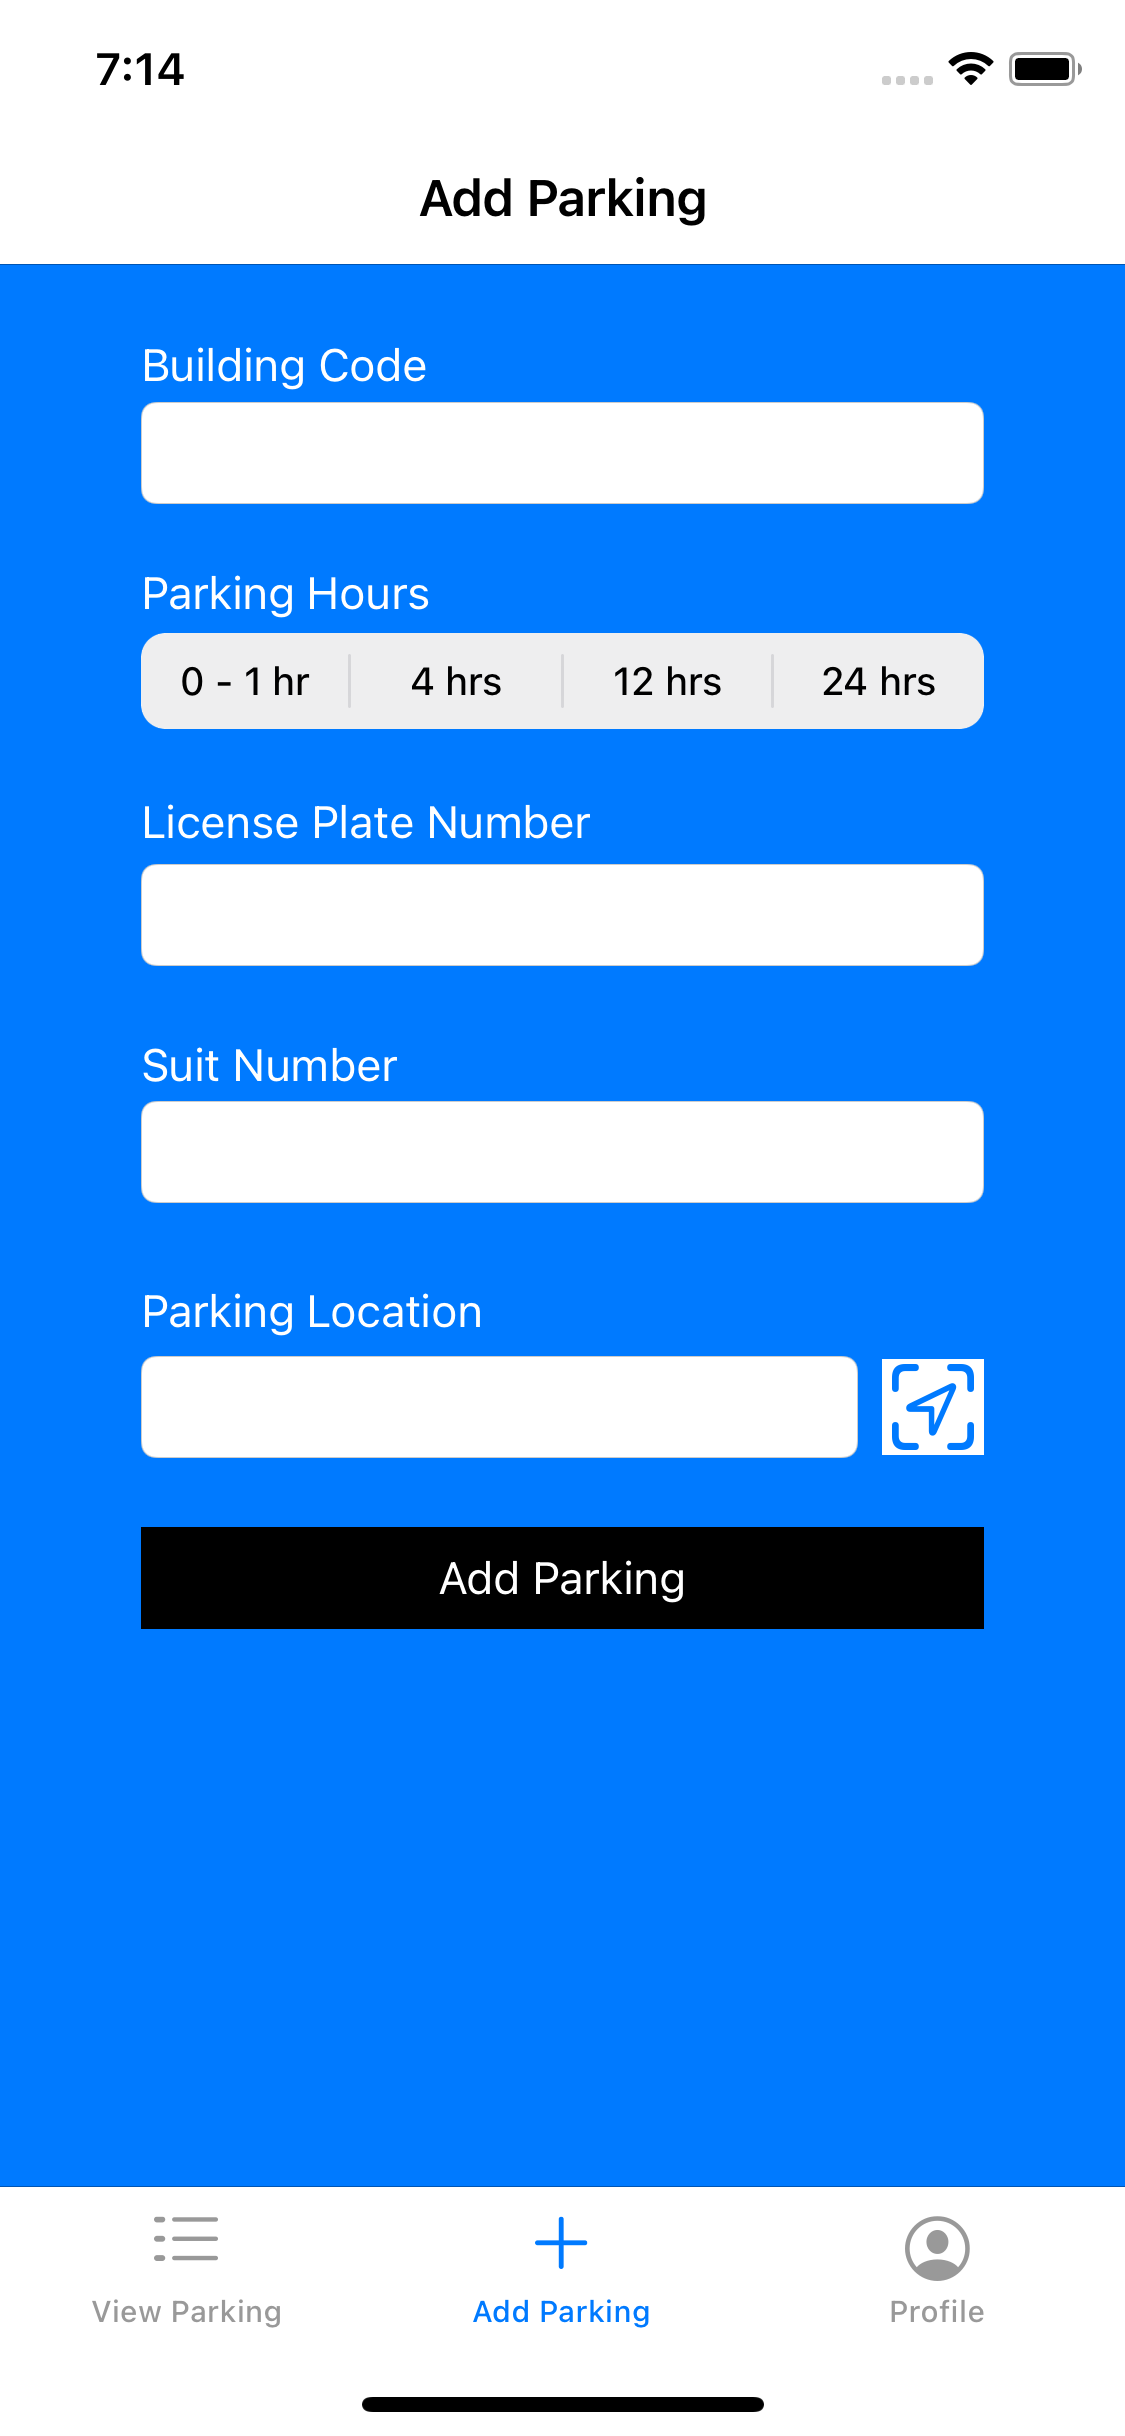 7:14
Add Parking
Building Code
Parking Hours
0 - 1 hr 4 hrs 12 hrs 24 hrs
License Plate Number
Suit Number
Parking Location
Add Parking
View Parking Add Parking Profile